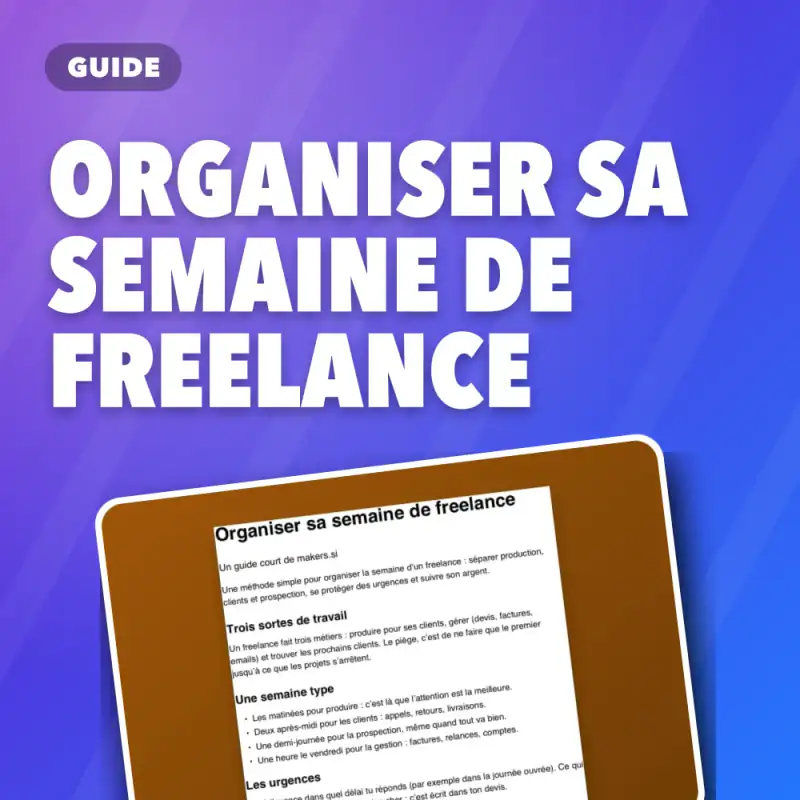 GUIDE
ORGANISER SA
SEMAINE DE
FREELANCE
Organiser sa semaine de freelance
Un guide court de makers.si
Une méthode simple pour organiser la semaine d'un freelance : séparer production,
clients et prospection, se protéger des urgences et suivre son argent.
Trois sortes de travail
Un freelance fait trois métiers : produire pour ses clients, gérer (devis, factures,
emails) et trouver les prochains clients. Le piège, c'est de ne faire que le premier
jusqu'à ce que les projets s'arrêtent.
Une semaine type
• Les matinées pour produire : c'est là que l'attention est la meilleure.
• Deux après-midi pour les clients : appels, retours, livraisons.
• Une demi-journée pour la prospection, même quand tout va bien.
• Une heure le vendredi pour la gestion : factures, relances, comptes.
Les urgences
dans quel délai tu réponds (par exemple dans la journée ouvrée). Ce qui
: c'est écrit dans ton devis.